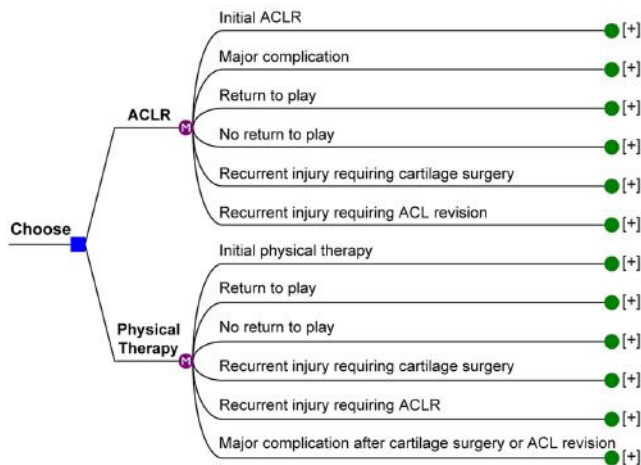 Initial ACLR
[+]
Major complication
[+]
Return to play
[+]
ACLR
M
No return to play
[+]
Recurrent injury requiring cartilage surgery
[+]
Recurrent injury requiring ACL revision
[+]
Choose
Initial physical therapy
[+]
Return to play
[+]
Physical
Therapy
M
No return to play
[+]
Recurrent injury requiring cartilage surgery
[+]
Recurrent injury requiring ACLR
[+]
Major complication after cartilage surgery or ACL revision
[+]